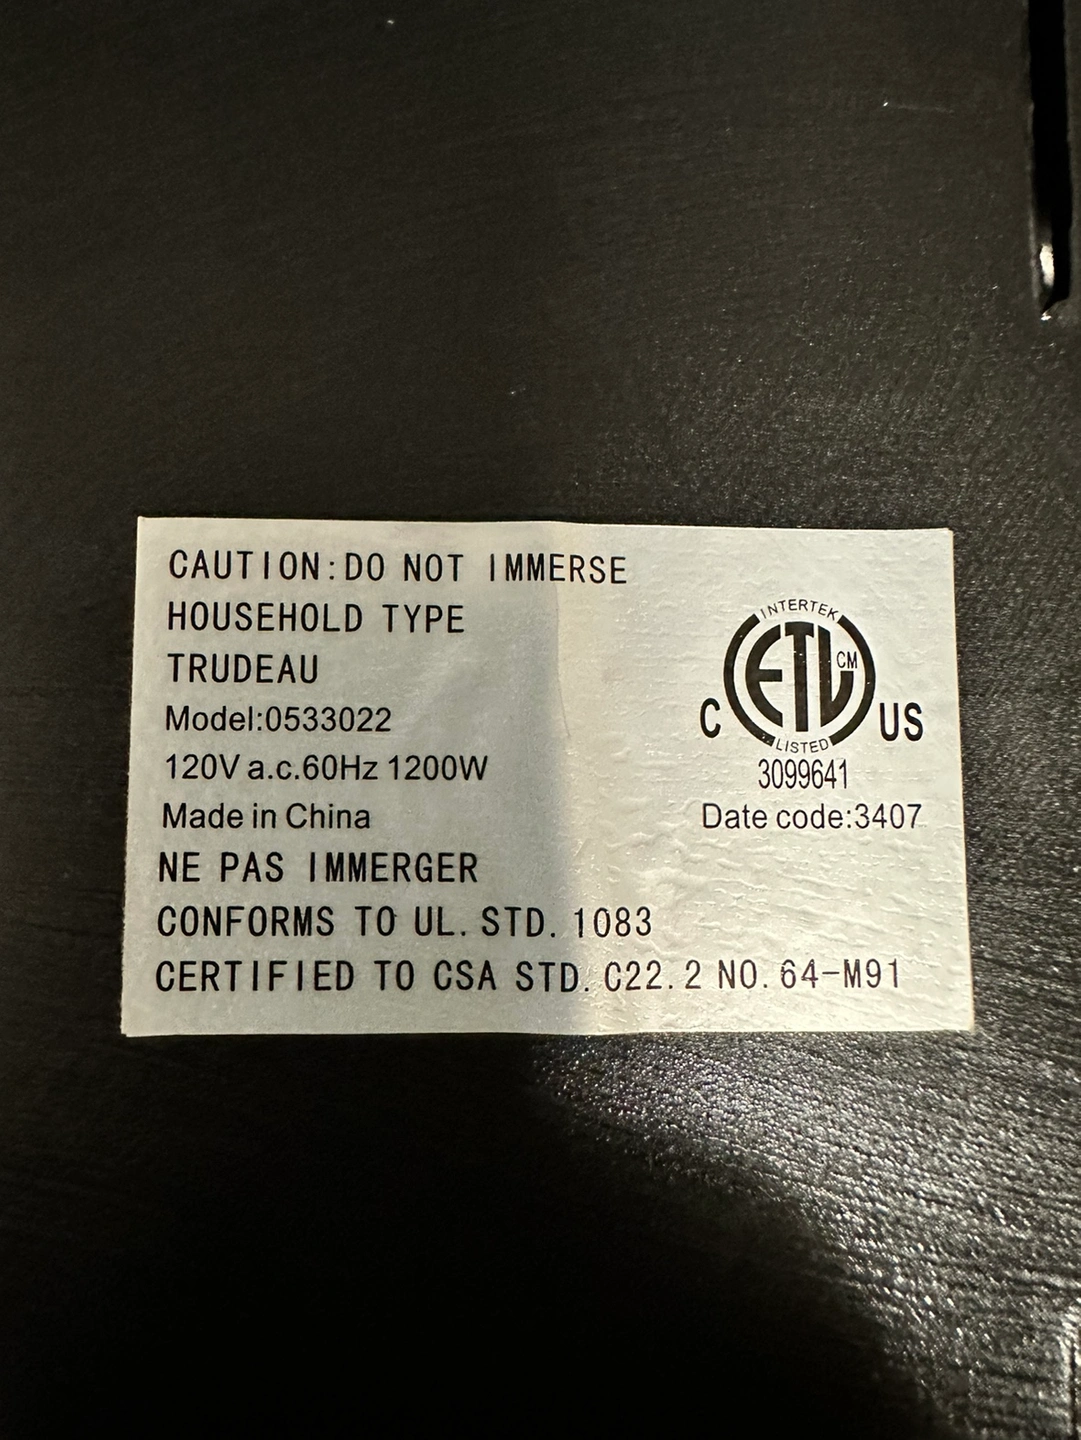 CAUTION:DO NOT IMMERSE
HOUSEHOLD TYPE
TRUDEAU
Model:0533022
120V a.c.60Hz 1200W
Made in China
NE PAS IMMERGER
CONFORMS TO UL. STD. 1083
CERTIFIED TO CSA STD. C22.2 NO. 64-M91
INTERTEK
ETL CM
C US
LISTED
3099641
Date code:3407